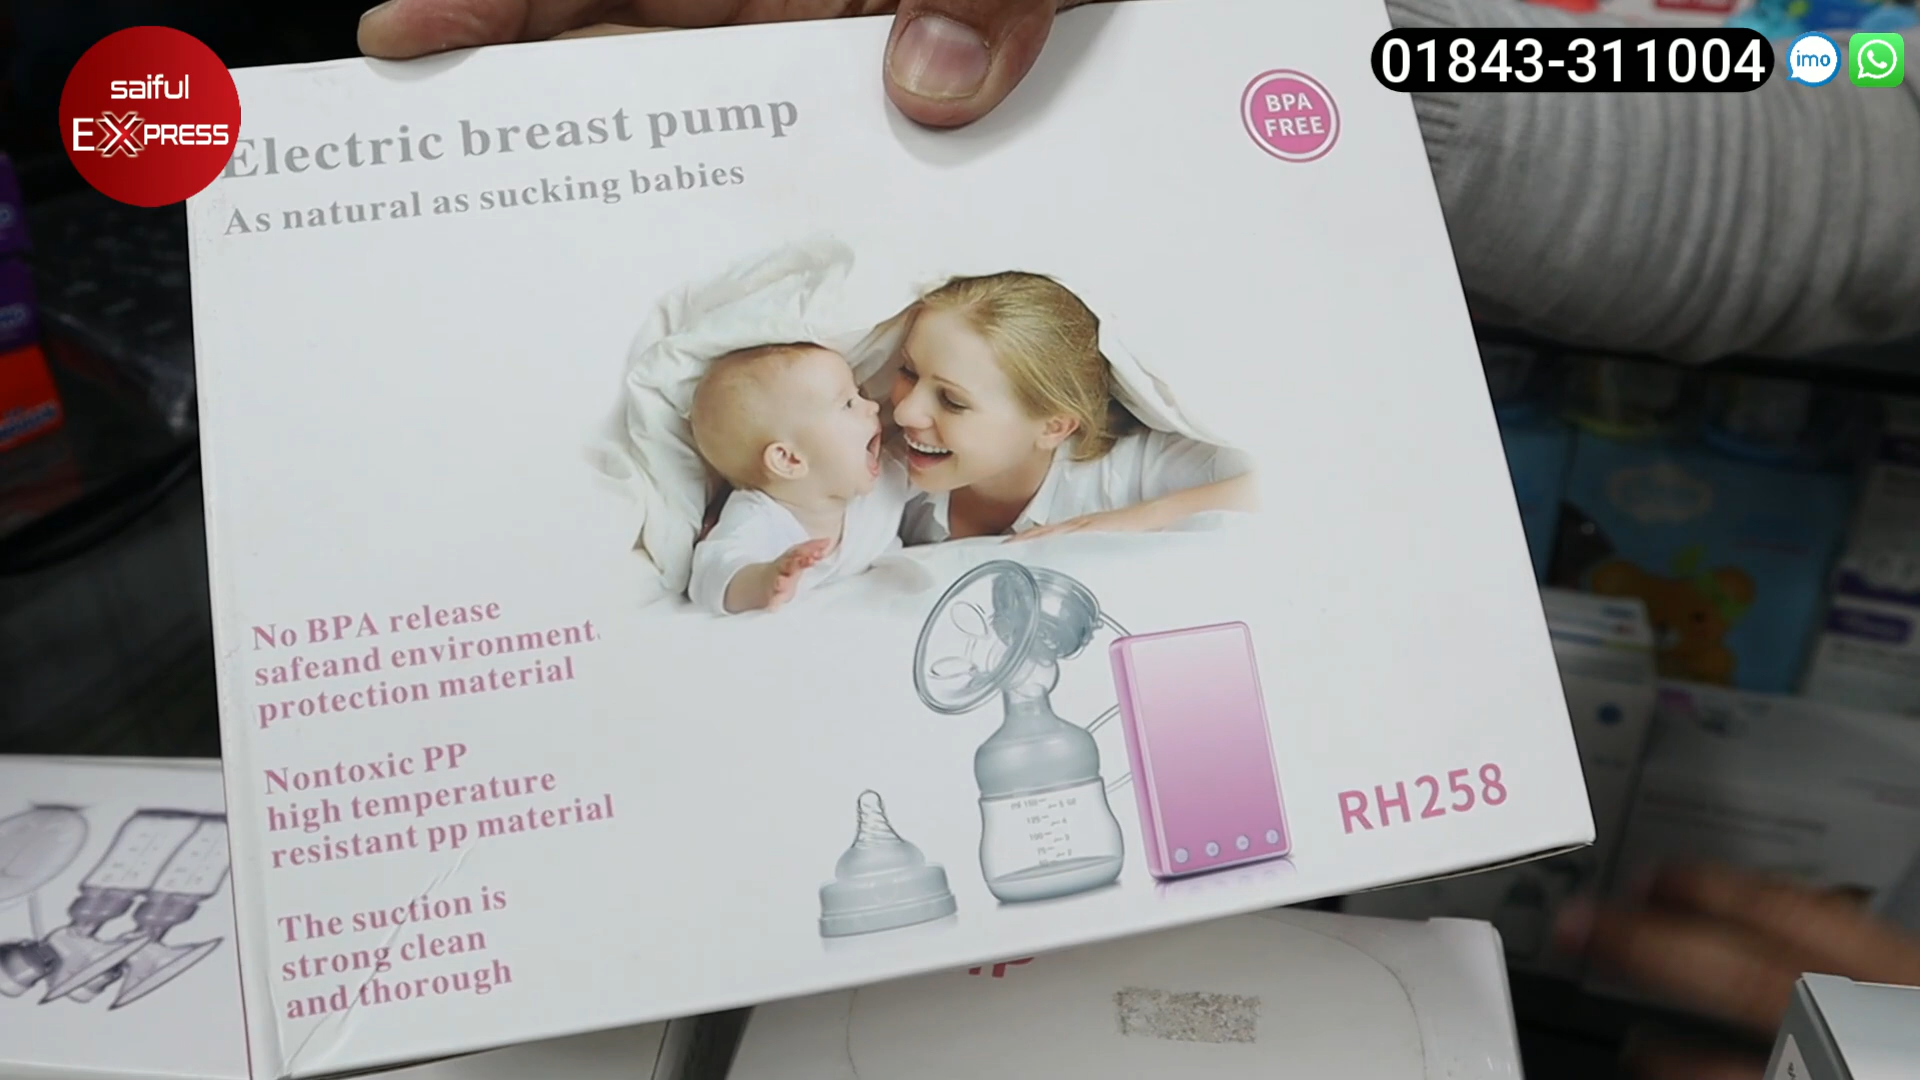 saiful
EXPRESS
01843-311004
imo
BPA
FREE
Electric breast pump
As natural as sucking babies
No BPA release
safeand environment
protection material
Nontoxic PP
high temperature
resistant pp material
The suction is
strong clean
and thorough
RH258